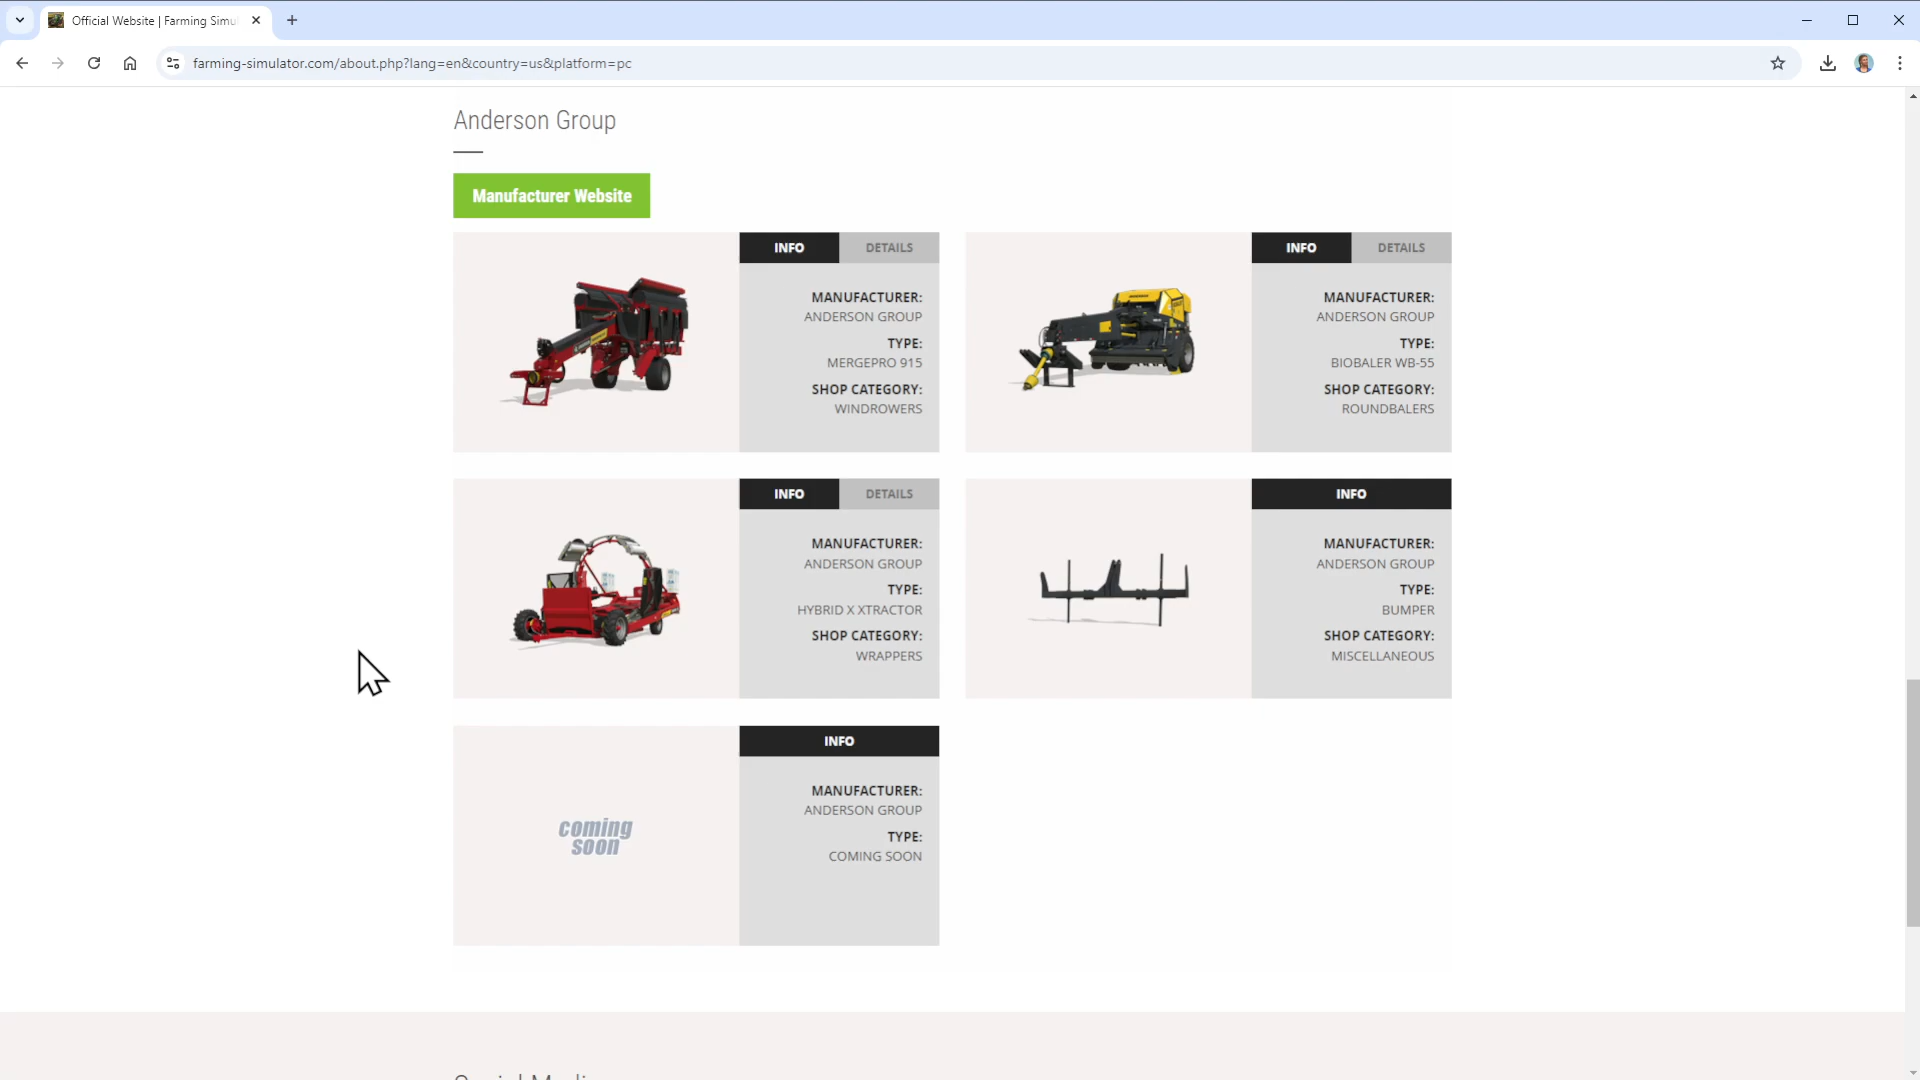 Official Website | Farming Simu
farming-simulator.com/about.php?lang=en&country=us&platform=pc
Anderson Group
Manufacturer Website
INFO
DETAILS
MANUFACTURER:
ANDERSON GROUP
TYPE:
MERGEPRO 915
SHOP CATEGORY:
WINDROWERS
INFO
DETAILS
MANUFACTURER:
ANDERSON GROUP
TYPE:
BIOBALER WB-55
SHOP CATEGORY:
ROUNDBALERS
INFO
DETAILS
MANUFACTURER:
ANDERSON GROUP
TYPE:
HYBRID X XTRACTOR
SHOP CATEGORY:
WRAPPERS
INFO
MANUFACTURER:
ANDERSON GROUP
TYPE:
BUMPER
SHOP CATEGORY:
MISCELLANEOUS
coming
soon
INFO
MANUFACTURER:
ANDERSON GROUP
TYPE:
COMING SOON